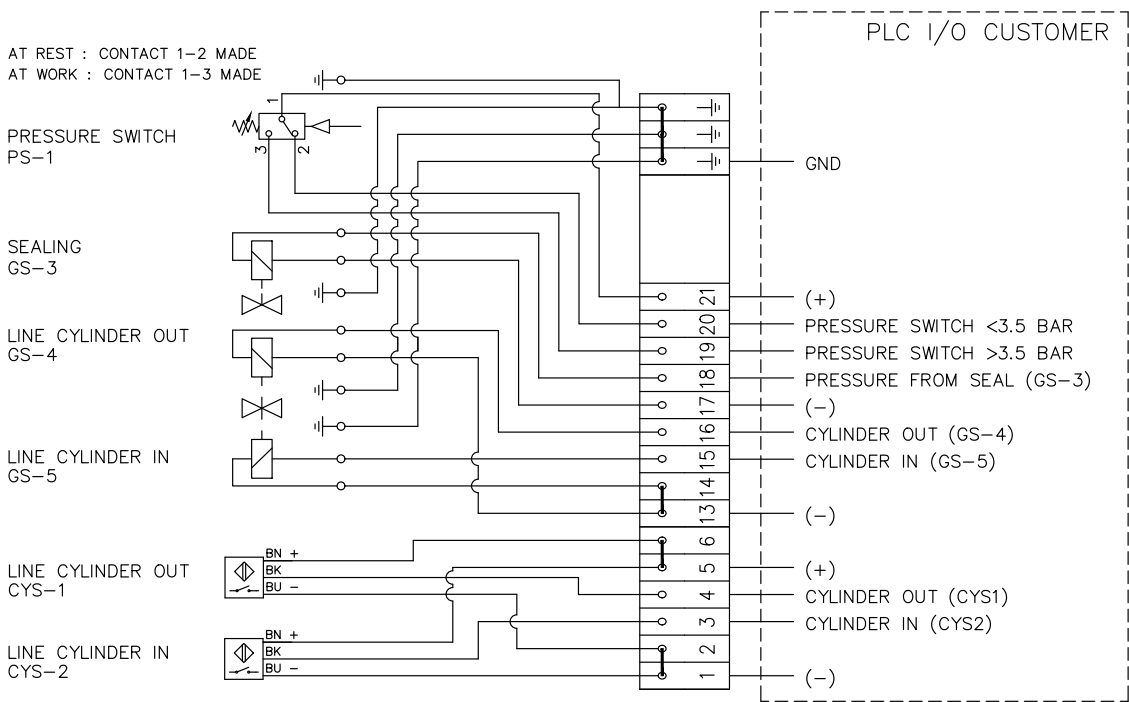 PLC I/O CUSTOMER
AT REST : CONTACT 1-2 MADE
AT WORK : CONTACT 1-3 MADE
1
PRESSURE SWITCH
PS-1
3
2
GND
SEALING
GS-3
21
(+)
20
PRESSURE SWITCH <3.5 BAR
LINE CYLINDER OUT
GS-4
19
PRESSURE SWITCH >3.5 BAR
18
PRESSURE FROM SEAL (GS-3)
17
(-)
16
CYLINDER OUT (GS-4)
LINE CYLINDER IN
GS-5
15
CYLINDER IN (GS-5)
14
13
(-)
6
LINE CYLINDER OUT
CYS-1
BN +
BK
BU -
5
(+)
4
CYLINDER OUT (CYS1)
3
CYLINDER IN (CYS2)
LINE CYLINDER IN
CYS-2
BN +
BK
BU -
2
1
(-)